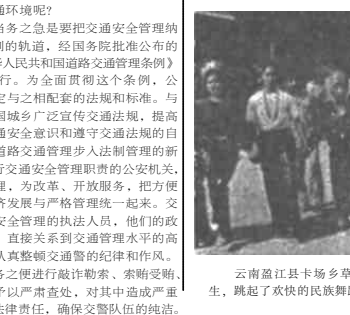 通环境呢?
当务之急是要把交通安全管理纳
制的轨道，经国务院批准公布的
华人民共和国道路交通管理条例》
行。为全面贯彻这个条例，公
定与之相配套的法规和标准。与
国城乡广泛宣传交通法规，提高
通安全意识和遵守交通法规的自
道路交通管理步入法制管理的新
行交通安全管理职责的公安机关，
理，为改革、开放服务，把方便
济发展与严格管理统一起来。交
安全管理的执法人员，他们的政
直接关系到交通管理水平的高
认真整顿交通警的纪律和作风。
务之便进行敲诈勒索、索贿受贿、
予以严肃查处，对其中造成严重
法律责任，确保交警队伍的纯洁。
云南盈江县卡场乡草
生，跳起了欢快的民族舞蹈